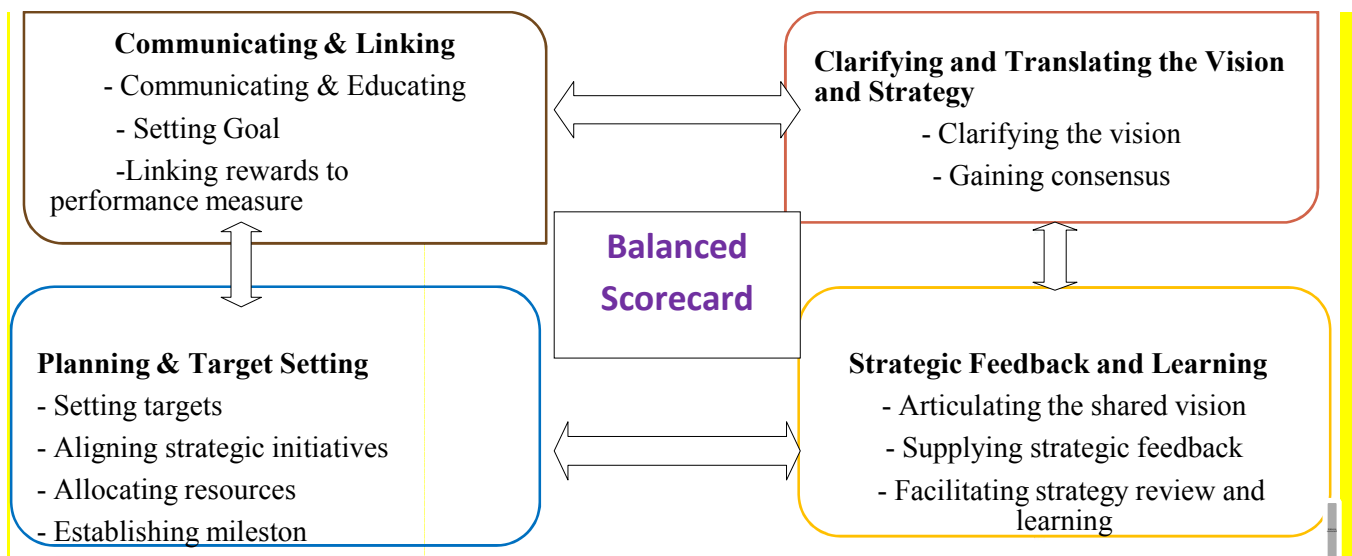 Communicating & Linking
- Communicating & Educating
- Setting Goal
-Linking rewards to
performance measure
Clarifying and Translating the Vision
and Strategy
- Clarifying the vision
- Gaining consensus
Balanced
Scorecard
Planning & Target Setting
- Setting targets
- Aligning strategic initiatives
- Allocating resources
- Establishing mileston
Strategic Feedback and Learning
- Articulating the shared vision
- Supplying strategic feedback
- Facilitating strategy review and
learning